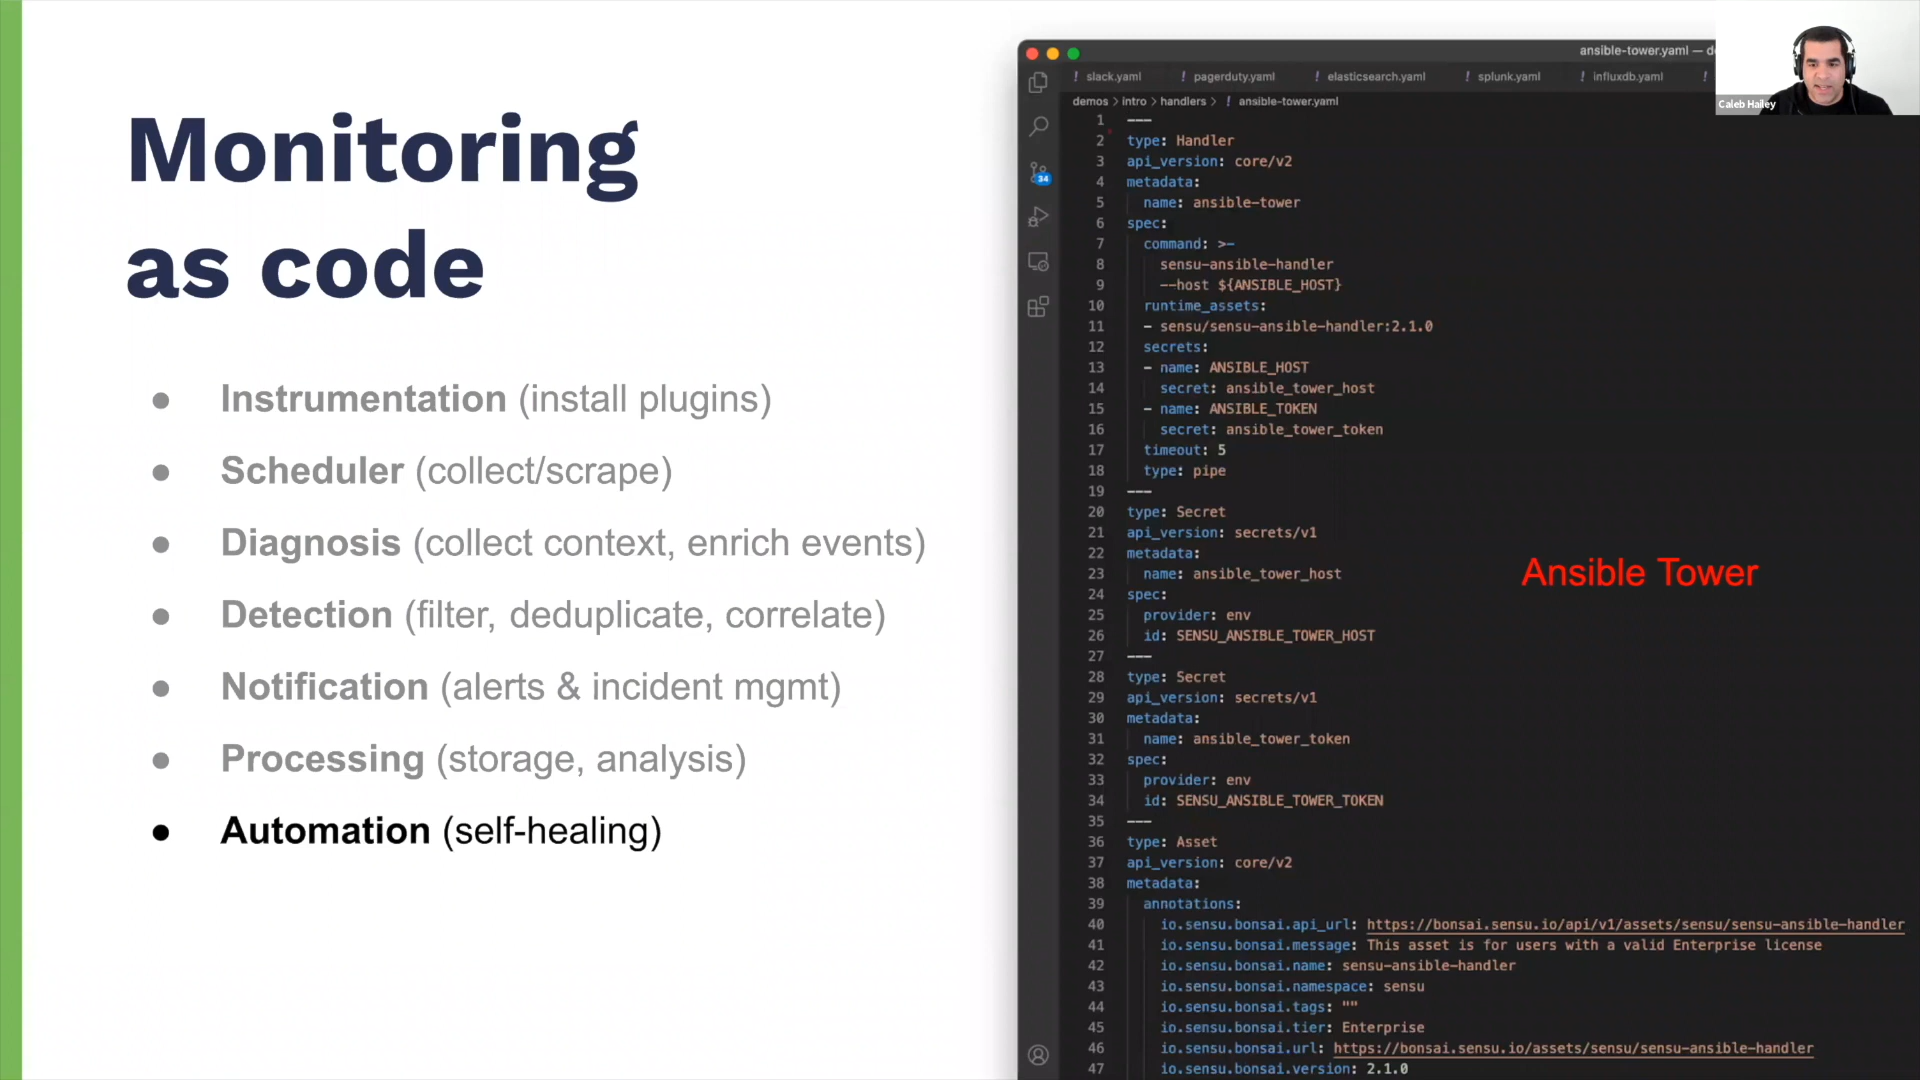 Monitoring
as code
● Instrumentation (install plugins)
● Scheduler (collect/scrape)
● Diagnosis (collect context, enrich events)
● Detection (filter, deduplicate, correlate)
● Notification (alerts & incident mgmt)
● Processing (storage, analysis)
● Automation (self-healing)
ansible-tower.yaml —
! slack.yaml ! pagerduty.yaml ! elasticsearch.yaml ! splunk.yaml ! influxdb.yaml !
demos > intro > handlers > ! ansible-tower.yaml
Caleb Hailey
34
1 ---
2 type: Handler
3 api_version: core/v2
4 metadata:
5 name: ansible-tower
6 spec:
7 command: >-
8 sensu-ansible-handler
9 --host ${ANSIBLE_HOST}
10 runtime_assets:
11 - sensu/sensu-ansible-handler:2.1.0
12 secrets:
13 - name: ANSIBLE_HOST
14 secret: ansible_tower_host
15 - name: ANSIBLE_TOKEN
16 secret: ansible_tower_token
17 timeout: 5
18 type: pipe
19 ---
20 type: Secret
21 api_version: secrets/v1
22 metadata:
23 name: ansible_tower_host
24 spec:
25 provider: env
26 id: SENSU_ANSIBLE_TOWER_HOST
27 ---
28 type: Secret
29 api_version: secrets/v1
30 metadata:
31 name: ansible_tower_token
32 spec:
33 provider: env
34 id: SENSU_ANSIBLE_TOWER_TOKEN
35 ---
36 type: Asset
37 api_version: core/v2
38 metadata:
39 annotations:
40 io.sensu.bonsai.api_url: https://bonsai.sensu.io/api/v1/assets/sensu/sensu-ansible-handler
41 io.sensu.bonsai.message: This asset is for users with a valid Enterprise license
42 io.sensu.bonsai.name: sensu-ansible-handler
43 io.sensu.bonsai.namespace: sensu
44 io.sensu.bonsai.tags: ""
45 io.sensu.bonsai.tier: Enterprise
46 io.sensu.bonsai.url: https://bonsai.sensu.io/assets/sensu/sensu-ansible-handler
47 io.sensu.bonsai.version: 2.1.0
Ansible Tower